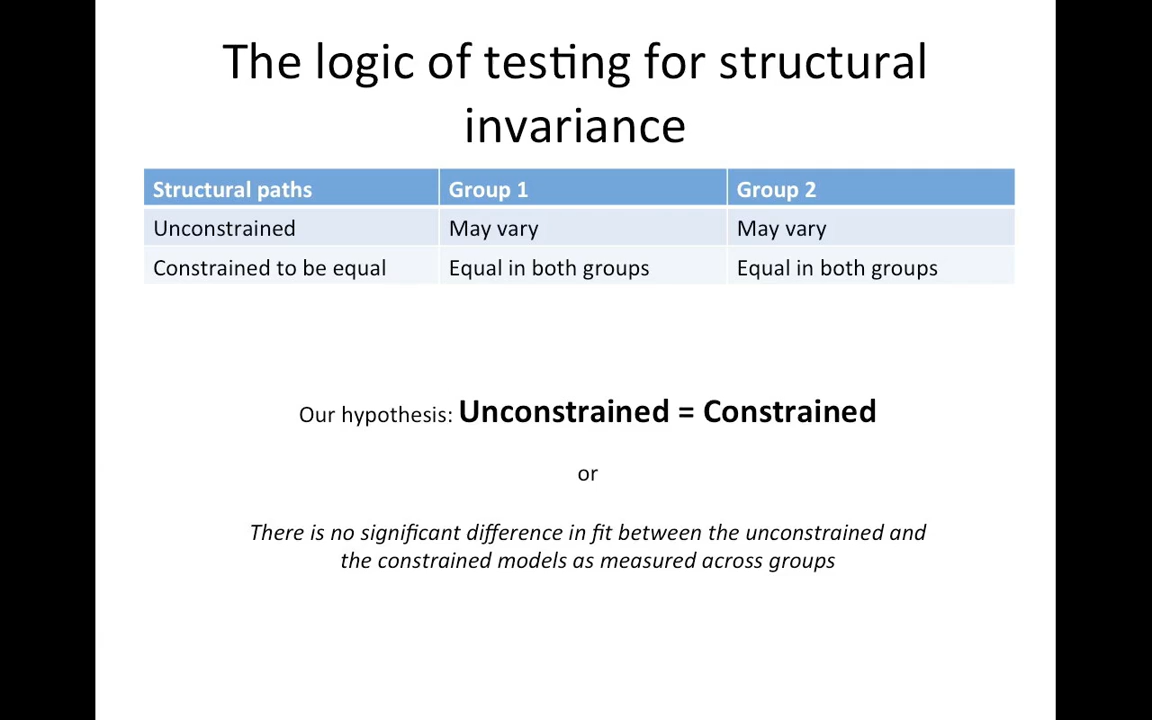 The logic of testing for structural
invariance
Structural paths Group 1 Group 2
Unconstrained May vary May vary
Constrained to be equal Equal in both groups Equal in both groups
Our hypothesis: Unconstrained = Constrained
or
There is no significant difference in fit between the unconstrained and
the constrained models as measured across groups